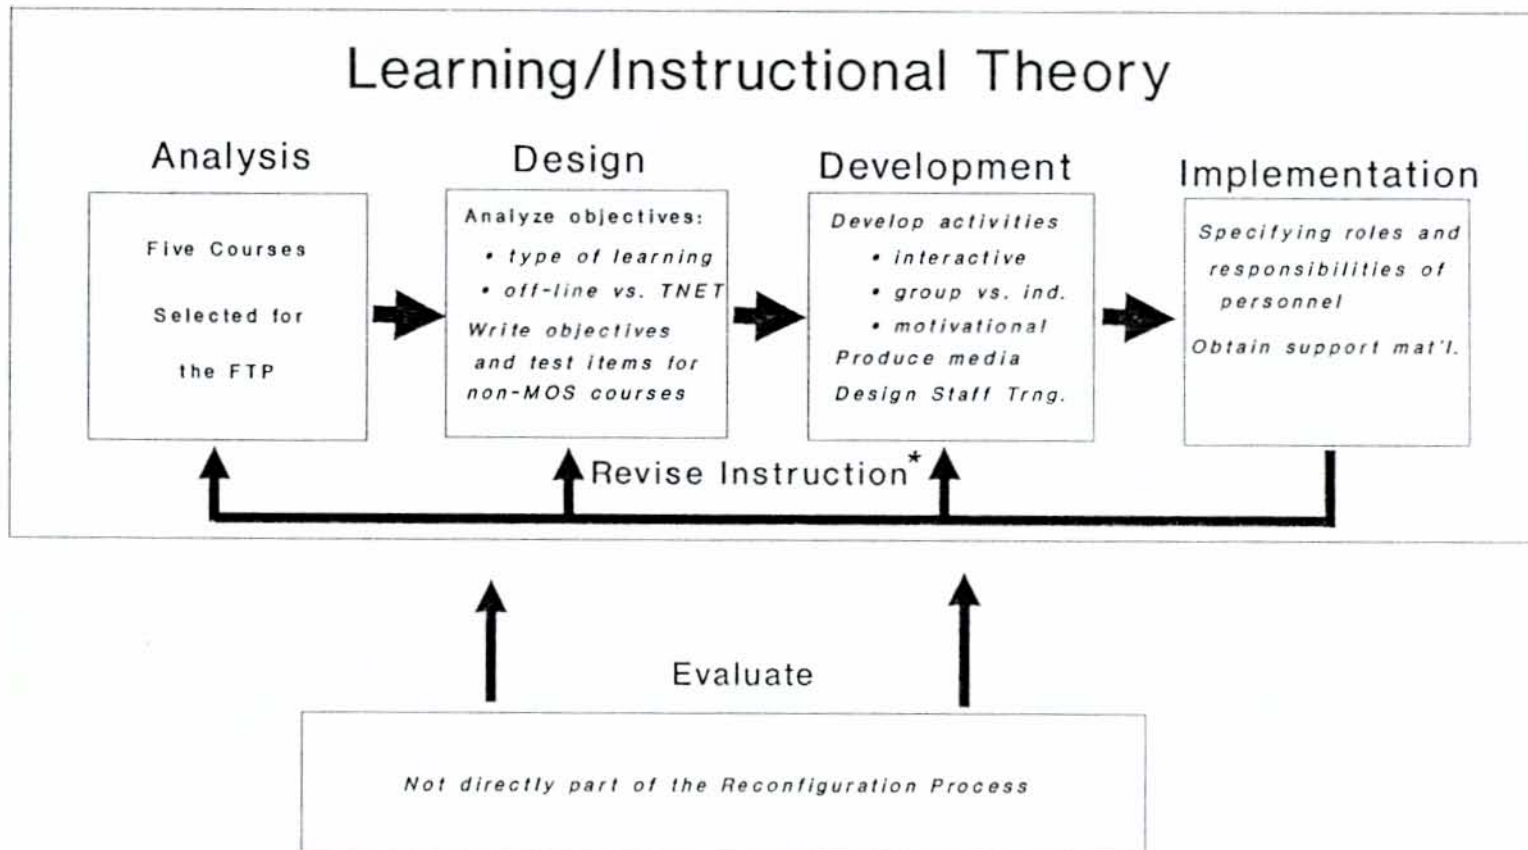 Learning/Instructional Theory
Analysis
Five Courses
Selected for
the FTP
Design
Analyze objectives:
• type of learning
• off-line vs. TNET
Write objectives
and test items for
non-MOS courses
Development
Develop activities
• interactive
• group vs. ind.
• motivational
Produce media
Design Staff Trng.
Implementation
Specifying roles and
responsibilities of
personnel
Obtain support mat'l.
Revise Instruction*
Evaluate
Not directly part of the Reconfiguration Process